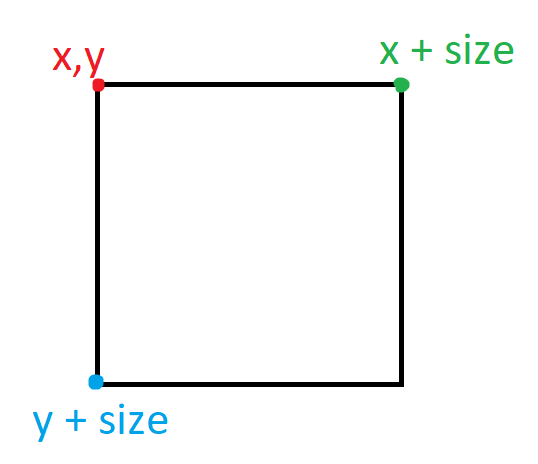 x,y
x + size
y + size